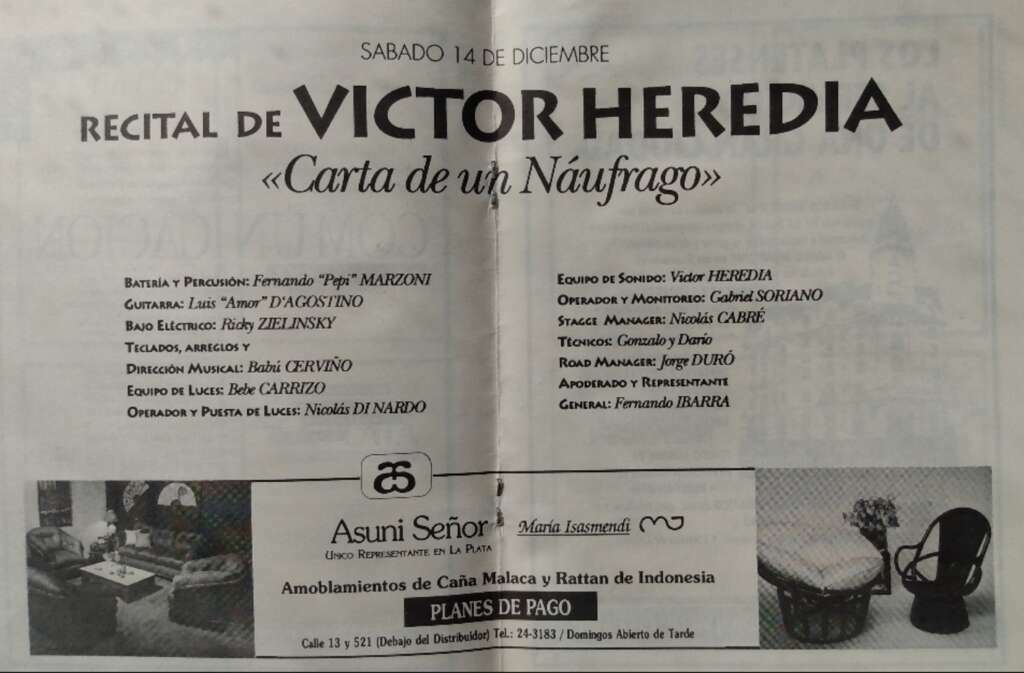 SABADO 14 DE DICIEMBRE
RECITAL DE VICTOR HEREDIA
«Carta de un Náufrago»
BATERÍA Y PERCUSIÓN: Fernando "Pepi" MARZONI
GUITARRA: Luis "Amor" D'AGOSTINO
BAJO ELÉCTRICO: Ricky ZIELINSKY
TECLADOS, ARREGLOS Y
DIRECCIÓN MUSICAL: Babú CERVIÑO
EQUIPO DE LUCES: Bebe CARRIZO
OPERADOR Y PUESTA DE LUCES: Nicolás DI NARDO
EQUIPO DE SONIDO: Victor HEREDIA
OPERADOR Y MONITOREO: Gabriel SORIANO
STAGGE MANAGER: Nicolás CABRÉ
TÉCNICOS: Gonzalo y Darío
ROAD MANAGER: Jorge DURÓ
APODERADO Y REPRESENTANTE
GENERAL: Fernando IBARRA
Asuni Señor
UNICO REPRESENTANTE EN LA PLATA
María Isasmendi
Amoblamientos de Caña Malaca y Rattan de Indonesia
PLANES DE PAGO
Calle 13 y 521 (Debajo del Distribuidor) Tel.: 24-3183 / Domingos Abierto de Tarde